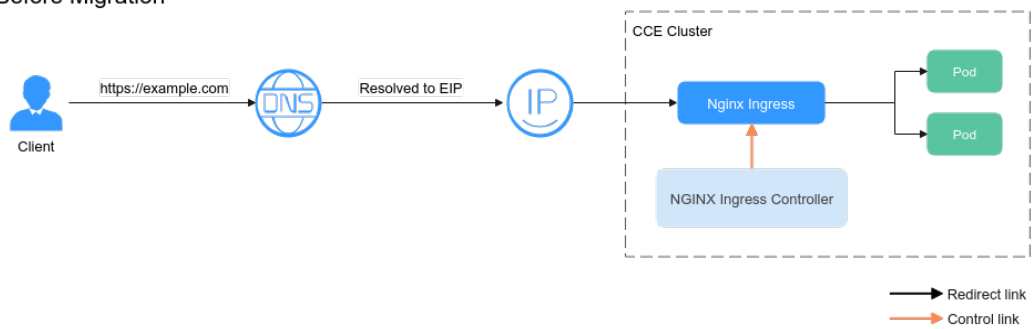 Before Migration
CCE Cluster
https://example.com
DNS
Resolved to EIP
IP
Nginx Ingress
Pod
Pod
Client
NGINX Ingress Controller
Redirect link
Control link